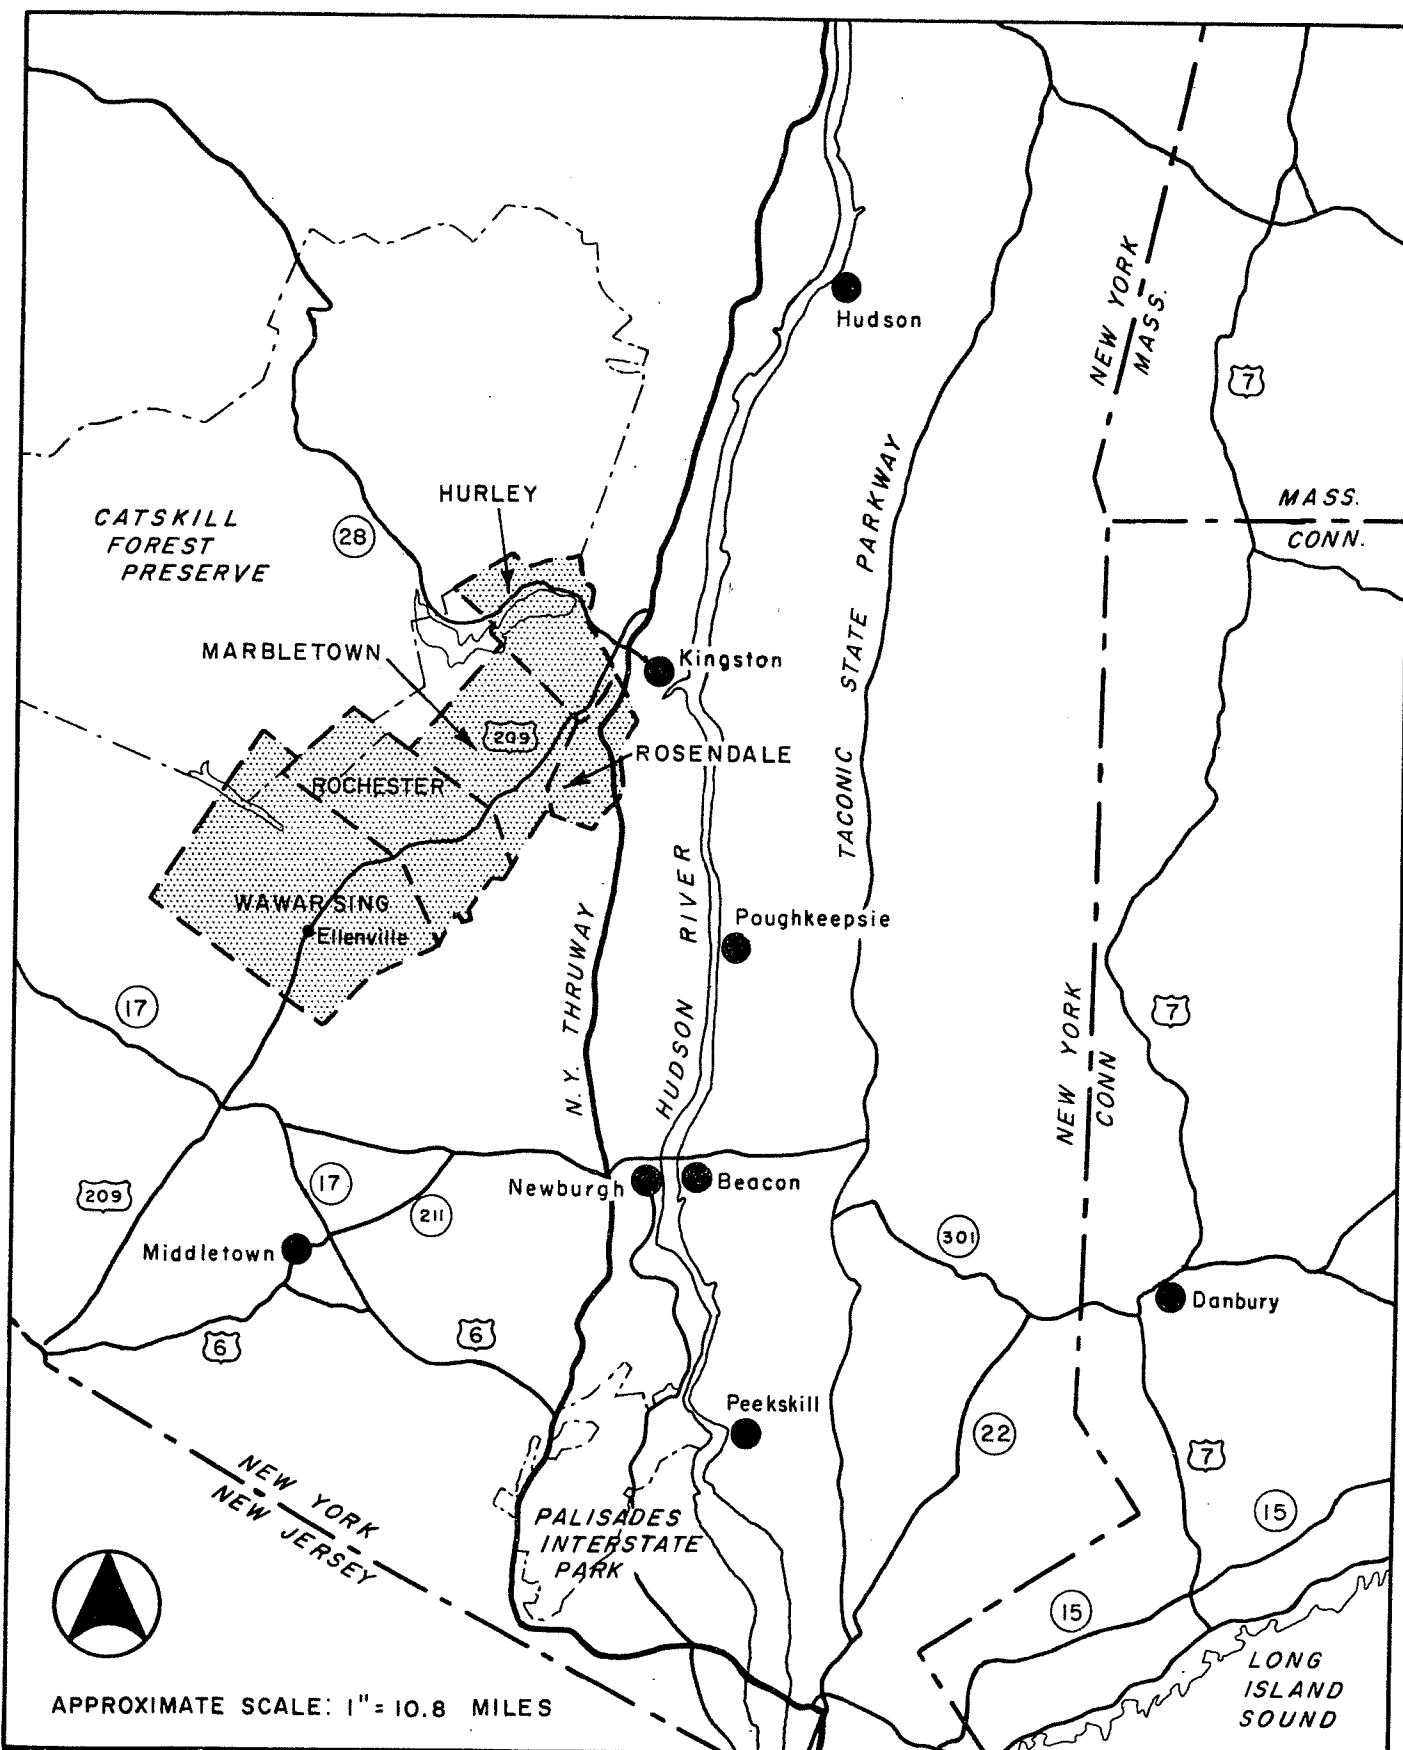 Hudson
NEW YORK
MASS.
7
HURLEY
CATSKILL
FOREST
PRESERVE
28
MASS.
CONN.
TACONIC STATE PARKWAY
MARBLETOWN
Kingston
209
ROSENDALE
ROCHESTER
WAWARSING
Ellenville
HUDSON RIVER
Poughkeepsie
N.Y. THRUWAY
17
7
NEW YORK
CONN
209
17
211
Newburgh
Beacon
Middletown
301
Danbury
6
6
Peekskill
22
7
15
NEW YORK
NEW JERSEY
PALISADES
INTERSTATE
PARK
15
LONG
ISLAND
SOUND
APPROXIMATE SCALE: 1" = 10.8 MILES